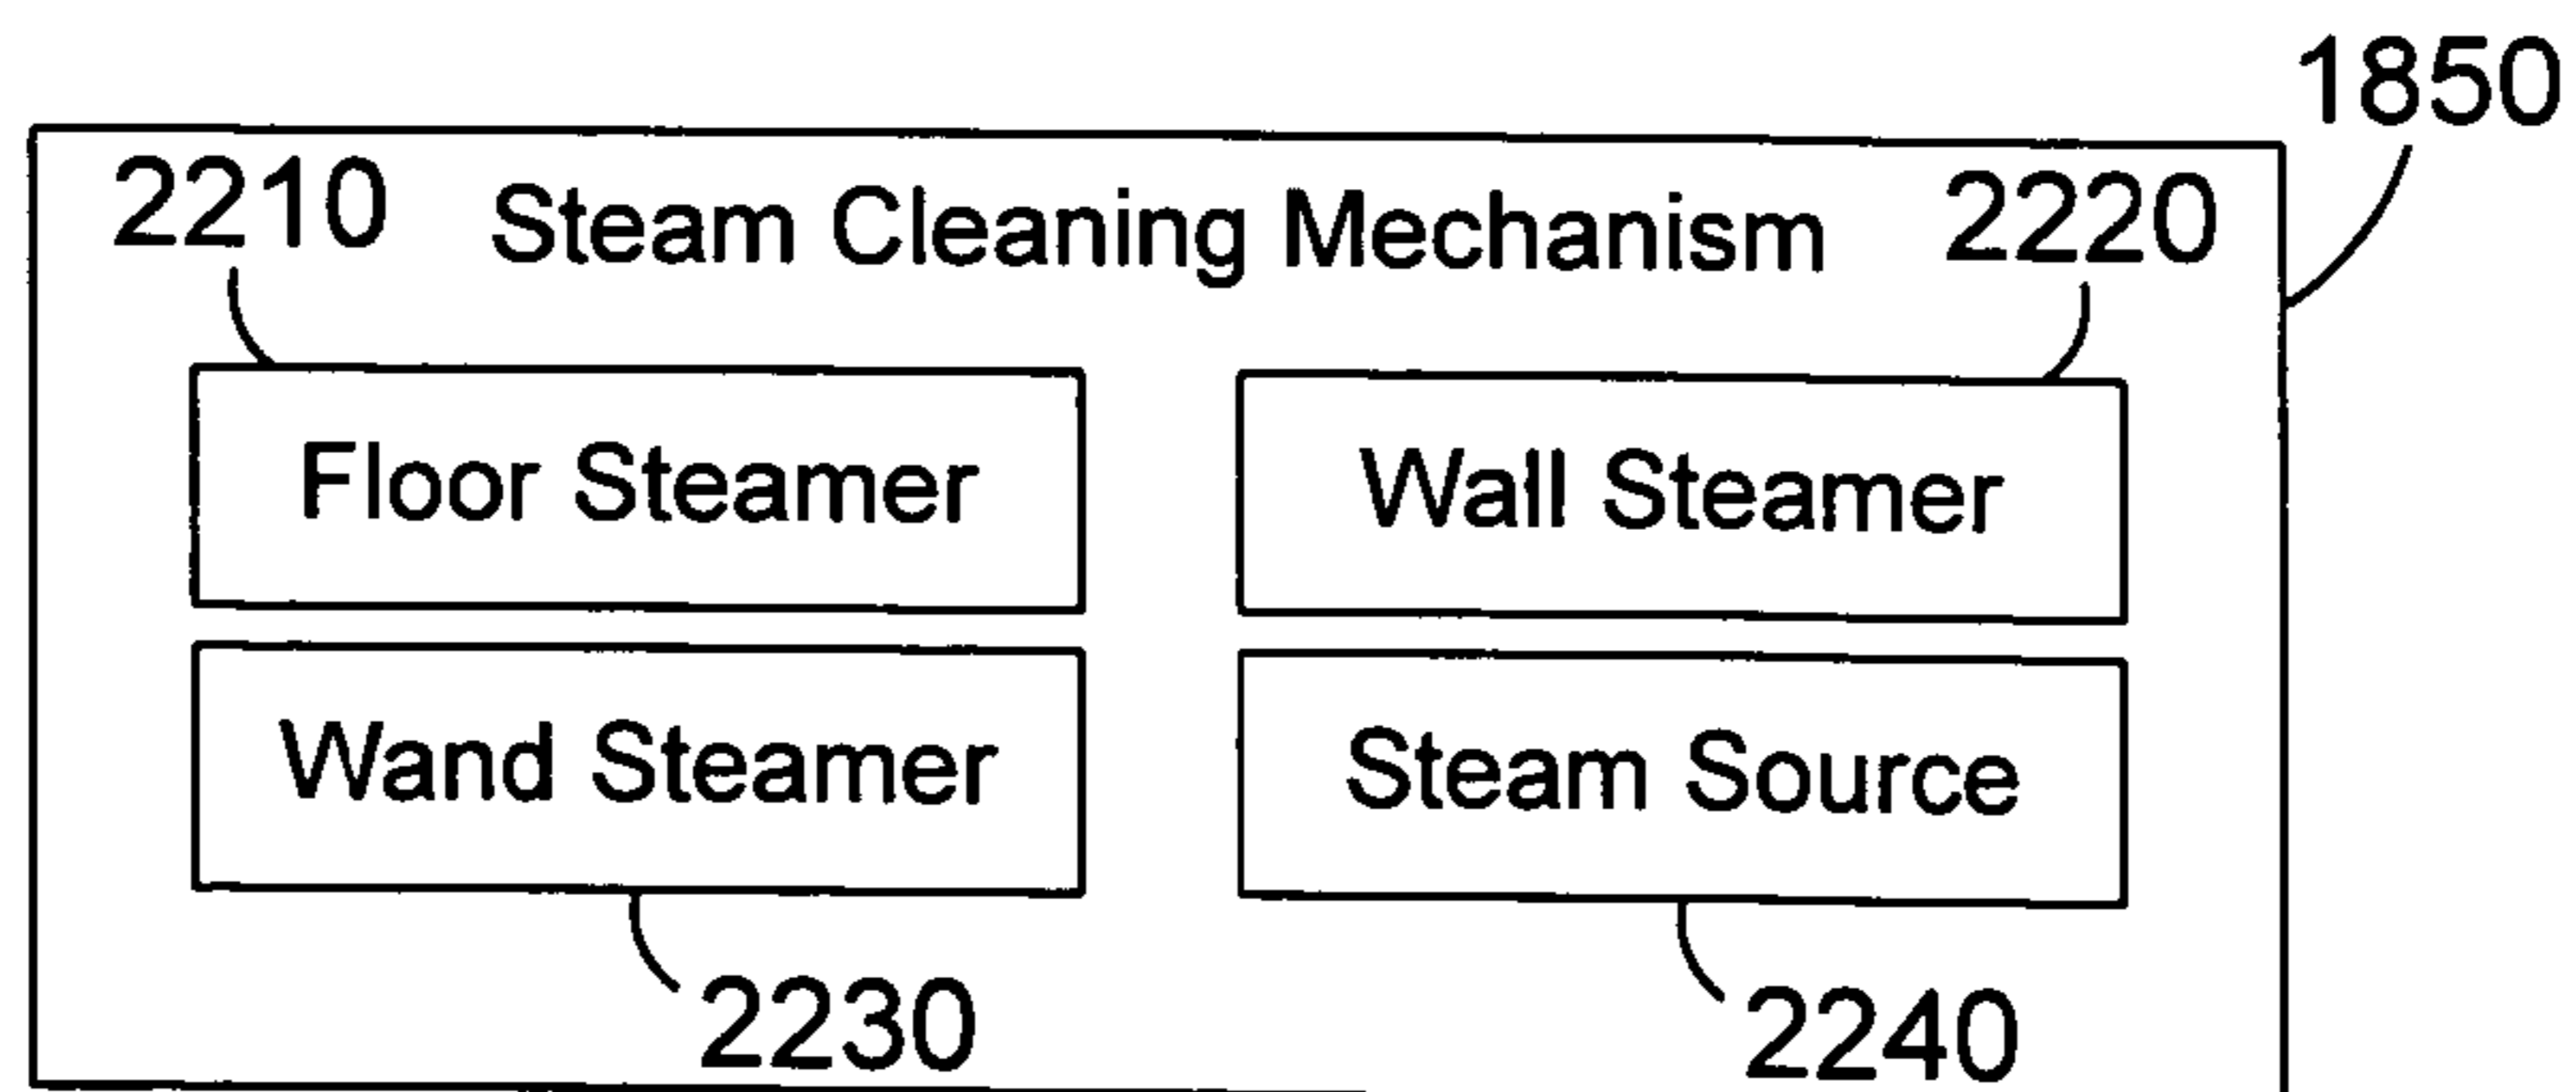 1850
2210 Steam Cleaning Mechanism 2220
Floor Steamer Wall Steamer
Wand Steamer Steam Source
2230 2240